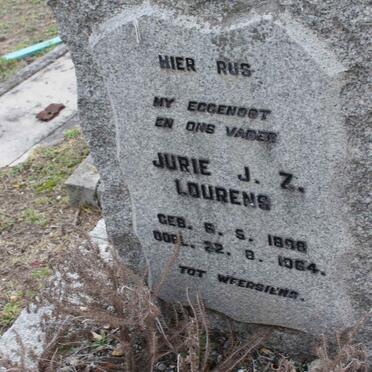 HIER RUS
MY EGGENOOT
EN ONS VADER
JURIE J. Z.
LOURENS
GEB. 6. 5. 1898
OORL. 22. 8. 1964.
TOT WEERSIENS.